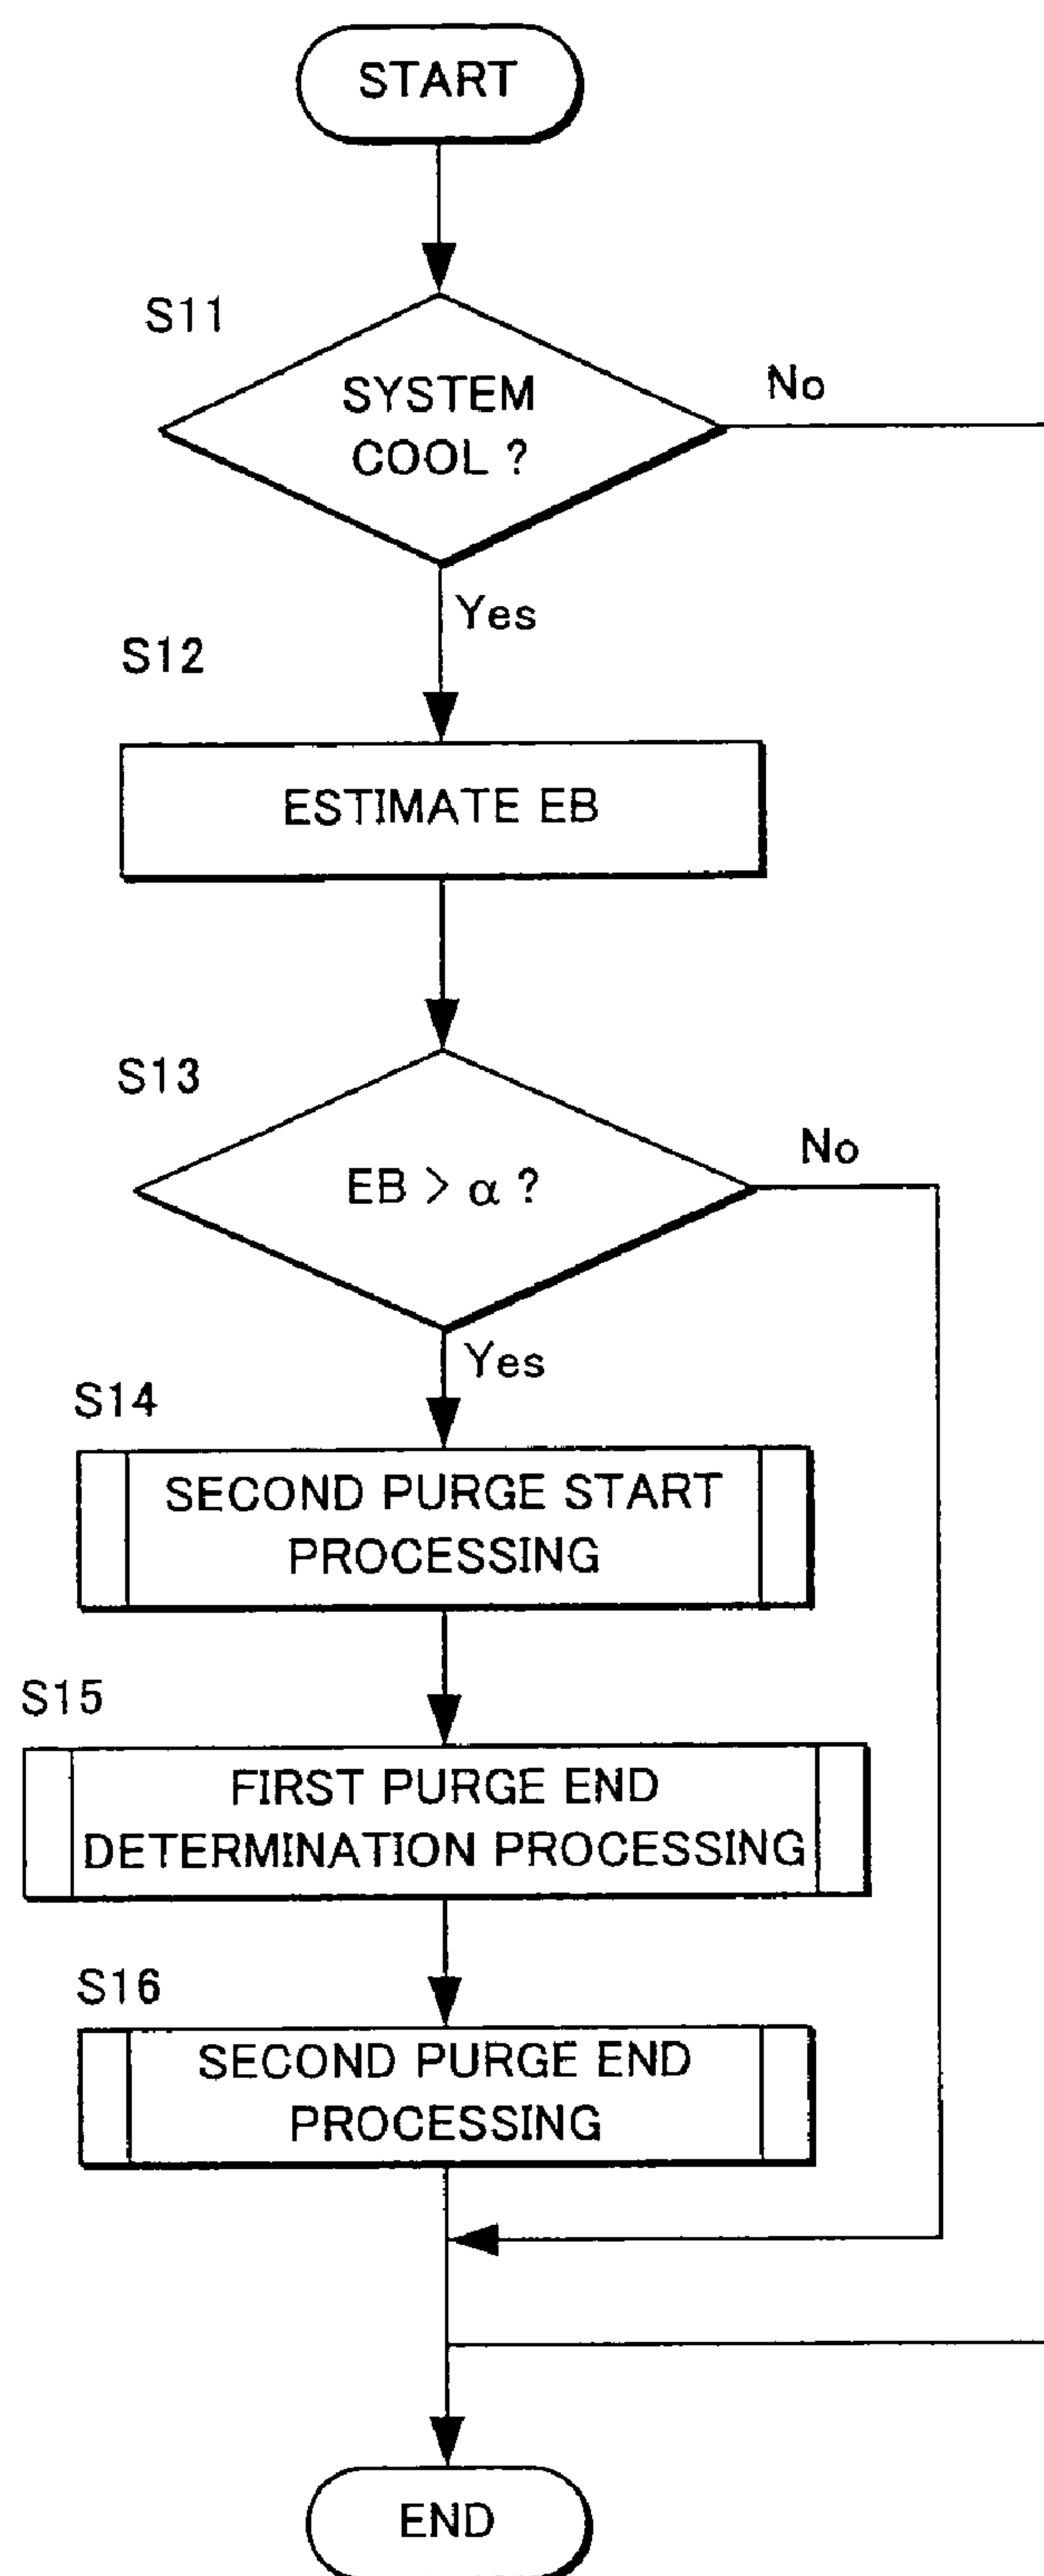 START
S11
SYSTEM
COOL ?
No
Yes
S12
ESTIMATE EB
S13
EB > α ?
No
Yes
S14
SECOND PURGE START
PROCESSING
S15
FIRST PURGE END
DETERMINATION PROCESSING
S16
SECOND PURGE END
PROCESSING
END